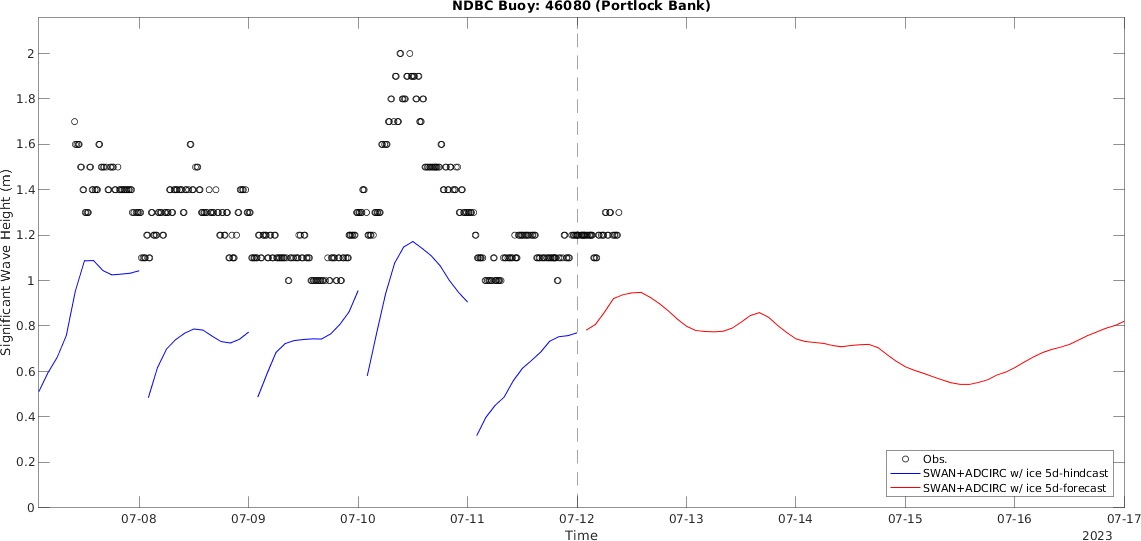 NDBC Buoy: 46080 (Portlock Bank)
2
1.8
1.6
1.4
1.2
1
0.8
0.6
0.4
0.2
0
Significant Wave Height (m)
Obs.
SWAN+ADCIRC w/ ice 5d-hindcast
SWAN+ADCIRC w/ ice 5d-forecast
07-08 07-09 07-10 07-11 07-12 07-13 07-14 07-15 07-16 07-17
Time
2023